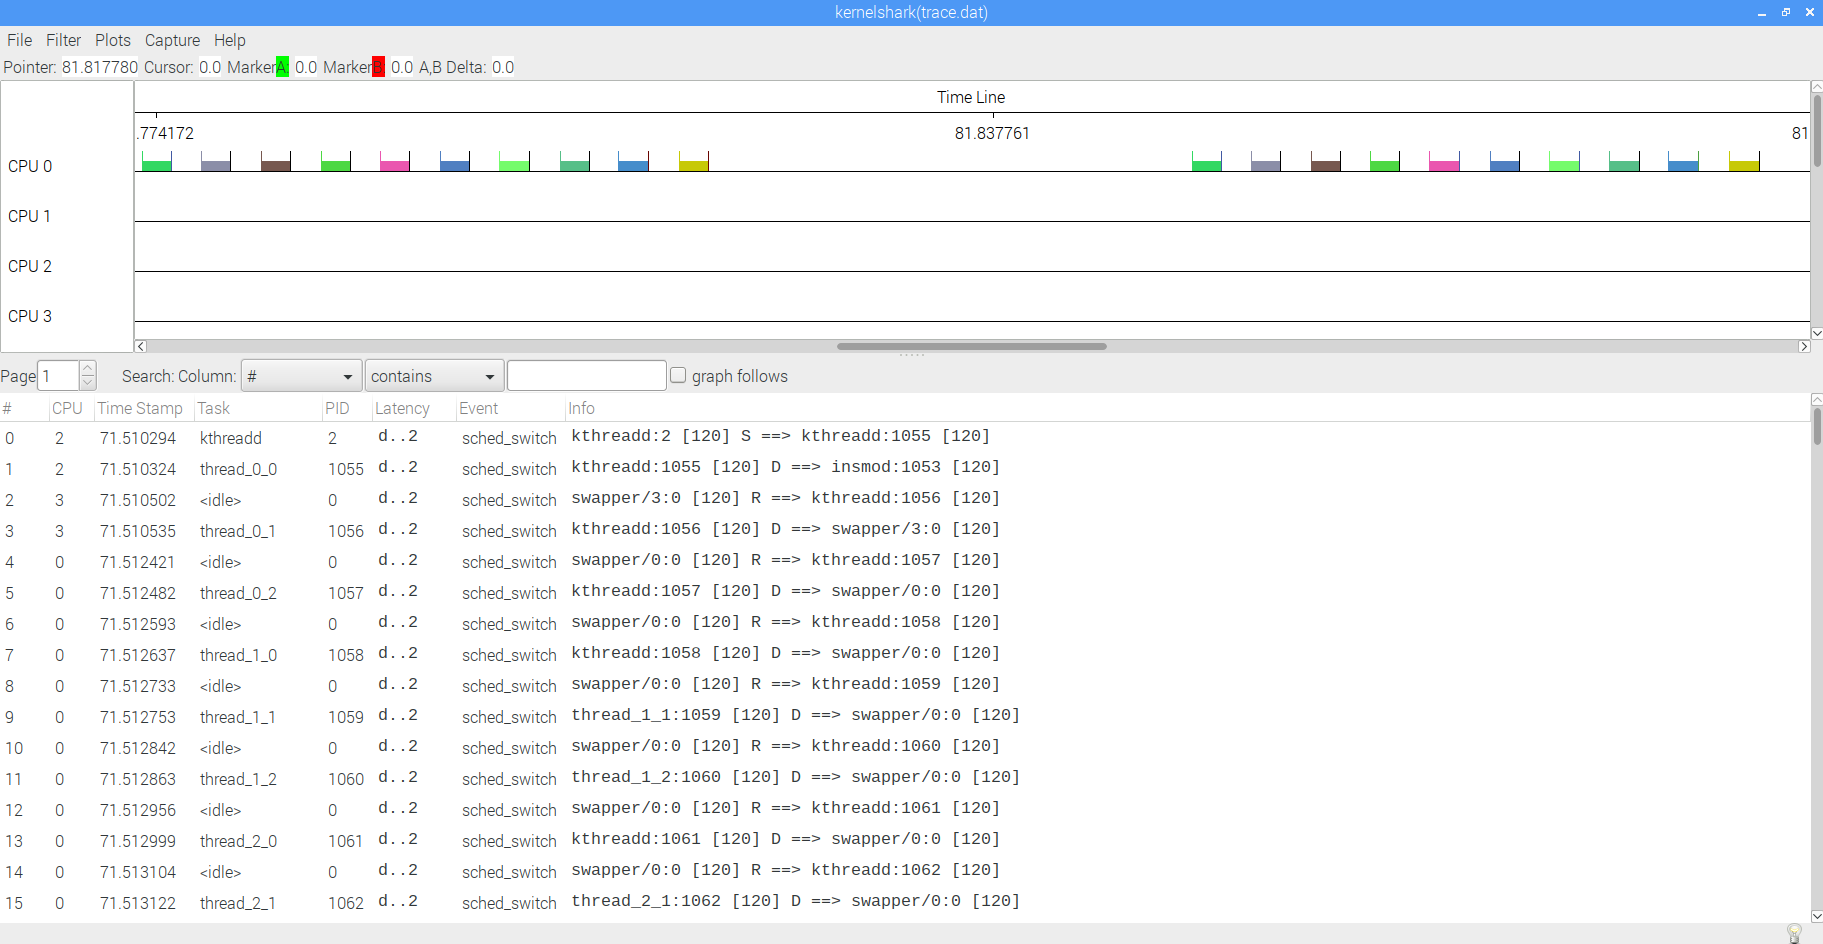 kernelshark(trace.dat)
File Filter Plots Capture Help
Pointer: 81.817780 Cursor: 0.0 MarkerA: 0.0 MarkerB: 0.0 A,B Delta: 0.0
Time Line
.774172 81.837761 81
CPU 0
CPU 1
CPU 2
CPU 3
Page 1 Search: Column: # contains graph follows
# CPU Time Stamp Task PID Latency Event Info
0 2 71.510294 kthreadd 2 d..2 sched_switch kthreadd:2 [120] S ==> kthreadd:1055 [120]
1 2 71.510324 thread_0_0 1055 d..2 sched_switch kthreadd:1055 [120] D ==> insmod:1053 [120]
2 3 71.510502 <idle> 0 d..2 sched_switch swapper/3:0 [120] R ==> kthreadd:1056 [120]
3 3 71.510535 thread_0_1 1056 d..2 sched_switch kthreadd:1056 [120] D ==> swapper/3:0 [120]
4 0 71.512421 <idle> 0 d..2 sched_switch swapper/0:0 [120] R ==> kthreadd:1057 [120]
5 0 71.512482 thread_0_2 1057 d..2 sched_switch kthreadd:1057 [120] D ==> swapper/0:0 [120]
6 0 71.512593 <idle> 0 d..2 sched_switch swapper/0:0 [120] R ==> kthreadd:1058 [120]
7 0 71.512637 thread_1_0 1058 d..2 sched_switch kthreadd:1058 [120] D ==> swapper/0:0 [120]
8 0 71.512733 <idle> 0 d..2 sched_switch swapper/0:0 [120] R ==> kthreadd:1059 [120]
9 0 71.512753 thread_1_1 1059 d..2 sched_switch thread_1_1:1059 [120] D ==> swapper/0:0 [120]
10 0 71.512842 <idle> 0 d..2 sched_switch swapper/0:0 [120] R ==> kthreadd:1060 [120]
11 0 71.512863 thread_1_2 1060 d..2 sched_switch thread_1_2:1060 [120] D ==> swapper/0:0 [120]
12 0 71.512956 <idle> 0 d..2 sched_switch swapper/0:0 [120] R ==> kthreadd:1061 [120]
13 0 71.512999 thread_2_0 1061 d..2 sched_switch kthreadd:1061 [120] D ==> swapper/0:0 [120]
14 0 71.513104 <idle> 0 d..2 sched_switch swapper/0:0 [120] R ==> kthreadd:1062 [120]
15 0 71.513122 thread_2_1 1062 d..2 sched_switch thread_2_1:1062 [120] D ==> swapper/0:0 [120]